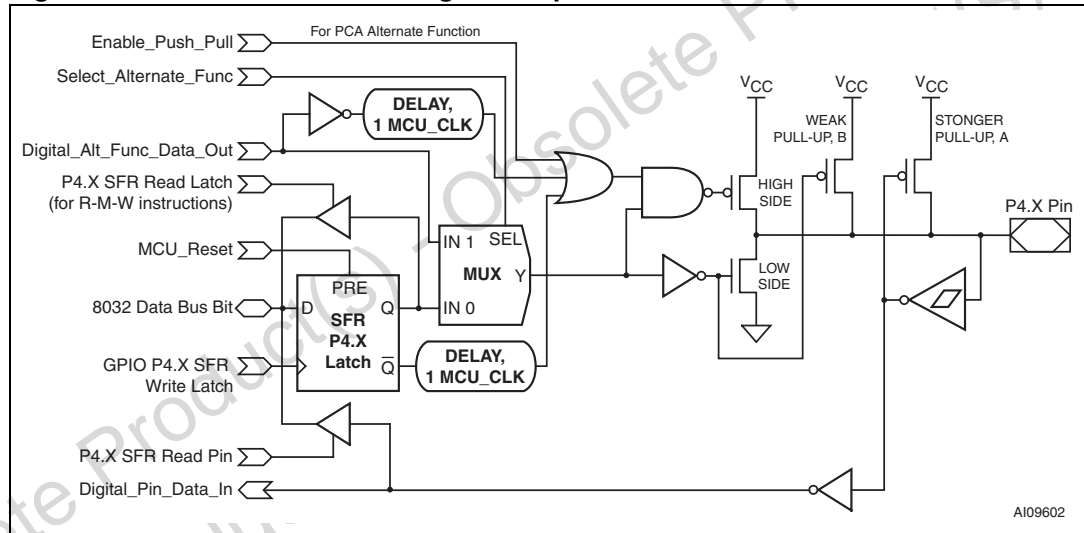 Enable_Push_Pull
For PCA Alternate Function
Select_Alternate_Func
DELAY,
1 MCU_CLK
Digital_Alt_Func_Data_Out
P4.X SFR Read Latch
(for R-M-W instructions)
MCU_Reset
8032 Data Bus Bit
GPIO P4.X SFR
Write Latch
P4.X SFR Read Pin
Digital_Pin_Data_In
PRE
D
Q
SFR
P4.X
Latch
Q
IN 1
SEL
MUX
Y
IN 0
DELAY,
1 MCU_CLK
VCC
VCC
VCC
WEAK
PULL-UP, B
STONGER
PULL-UP, A
HIGH
SIDE
LOW
SIDE
P4.X Pin
AI09602
Product(s) - Obsolete